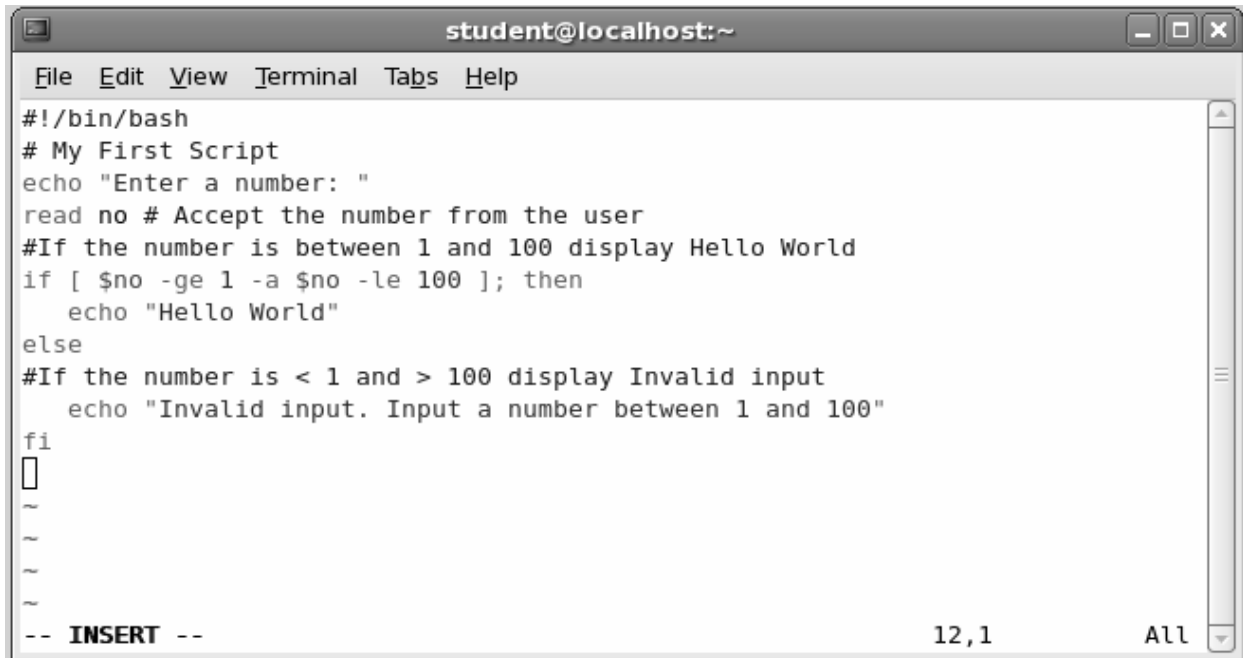 student@localhost:~
File Edit View Terminal Tabs Help
#!/bin/bash
# My First Script
echo "Enter a number: "
read no # Accept the number from the user
#If the number is between 1 and 100 display Hello World
if [ $no -ge 1 -a $no -le 100 ]; then
   echo "Hello World"
else
#If the number is < 1 and > 100 display Invalid input
   echo "Invalid input. Input a number between 1 and 100"
fi
~
~
~
~
-- INSERT -- 12,1 All